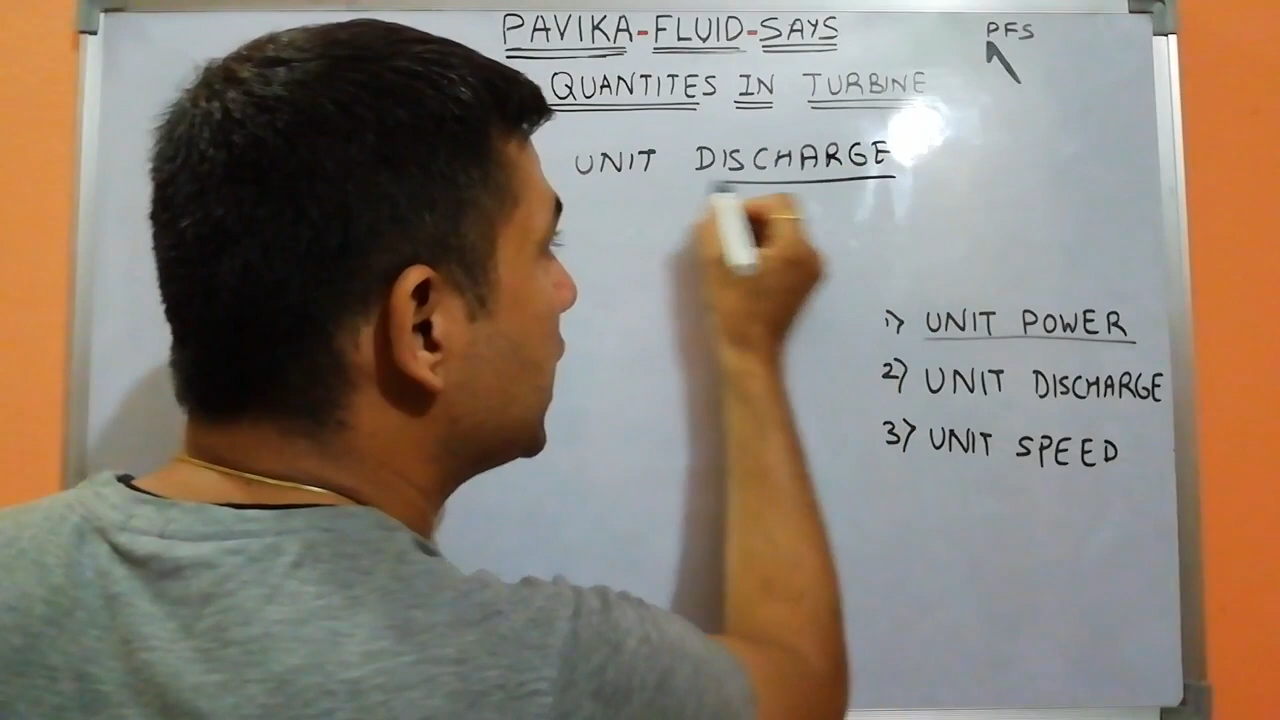 PAVIKA-FLUID-SAYS
PFS
QUANTITES IN TURBINE
UNIT DISCHARGE
1) UNIT POWER
2) UNIT DISCHARGE
3) UNIT SPEED